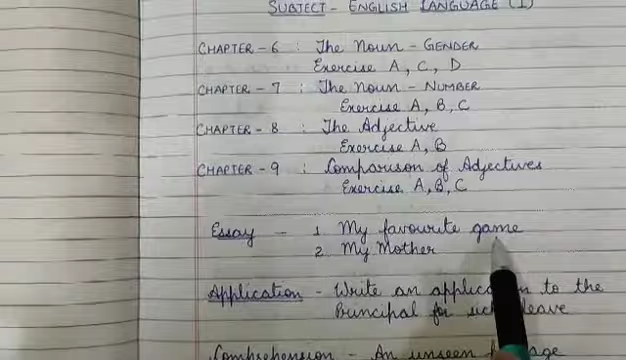 SUBJECT - ENGLISH LANGUAGE (I)
CHAPTER - 6 : The Noun - GENDER
Exercise A, C, D
CHAPTER - 7 : The Noun - NUMBER
Exercise A, B, C
CHAPTER - 8 : The Adjective
Exercise A, B
CHAPTER - 9 : Comparison of Adjectives
Exercise A, B, C
Essay - 1 My favourite game
2 My Mother
Application - Write an to the
Principal for leave
Comprehension - An unseen